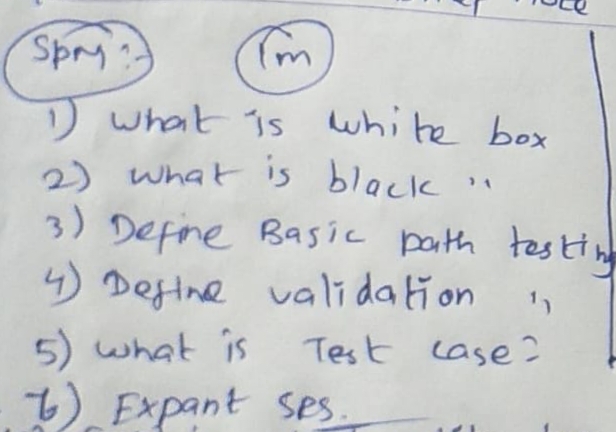 Spm :-
1m
1) What is white box
2) What is black "
3) Define Basic path testing
4) Define validation "
5) What is Test case?
6) Expant SRS.